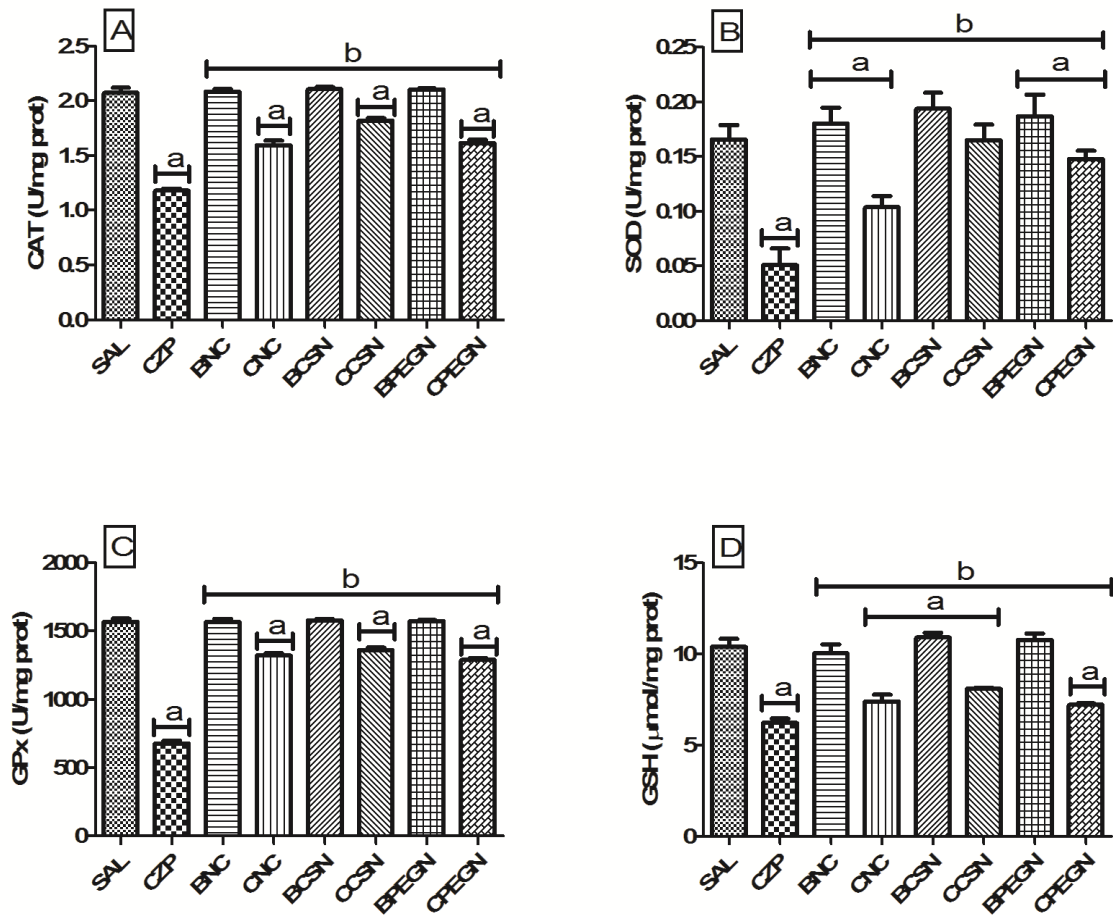 A
b
a
a
a
a
CAT (U/mg prot)
2.5
2.0
1.5
1.0
0.5
0.0
SAL CZP BNC CNC BCSN CCSN BPEGN CPEGN
B
b
a
a
a
SOD (U/mg prot)
0.25
0.20
0.15
0.10
0.05
0.00
SAL CZP BNC CNC BCSN CCSN BPEGN CPEGN
C
b
a
a
a
a
GPx (U/mg prot)
2000
1500
1000
500
0
SAL CZP BNC CNC BCSN CCSN BPEGN CPEGN
D
b
a
a
a
GSH (µmol/mg prot)
15
10
5
0
SAL CZP BNC CNC BCSN CCSN BPEGN CPEGN